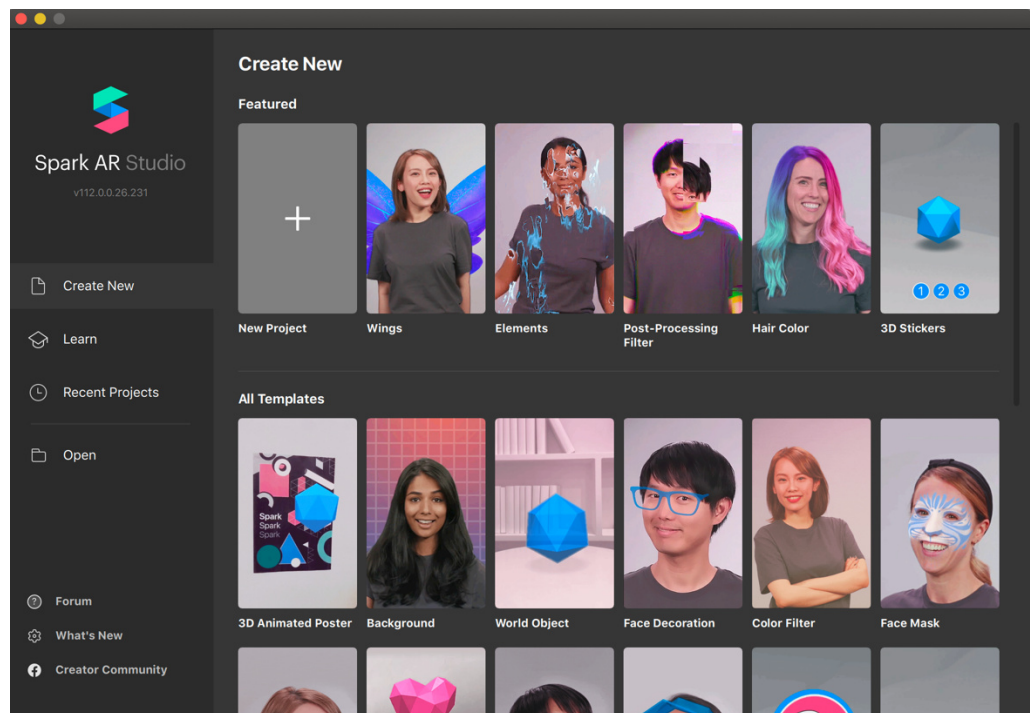 Spark AR Studio
v112.0.0.26.231
Create New
Learn
Recent Projects
Open
Forum
What's New
Creator Community
Create New
Featured
New Project
Wings
Elements
Post-Processing
Filter
Hair Color
1 2 3
3D Stickers
All Templates
Spark
Spark
Spark
3D Animated Poster
Background
World Object
Face Decoration
Color Filter
Face Mask